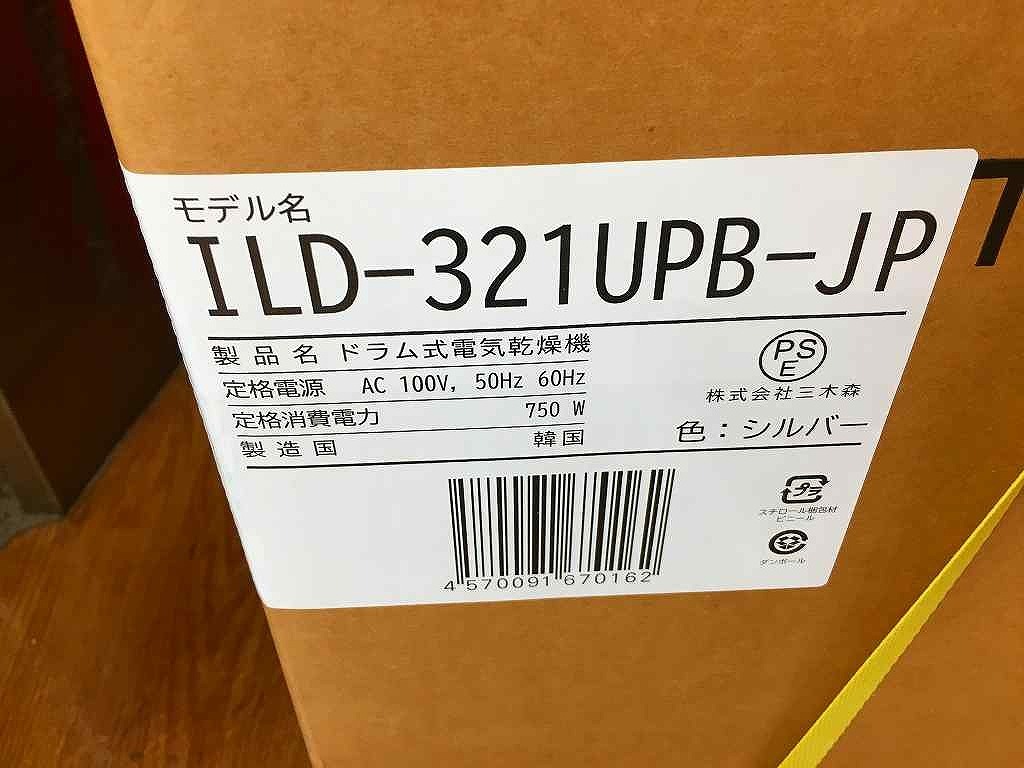 モデル名
ILD-321UPB-JP
製品名 ドラム式電気乾燥機
定格電源 AC 100V, 50Hz 60Hz
定格消費電力 750 W
製造国 韓国
PS
E
株式会社三木森
色：シルバー
4 570091 670162
プラ
スチロール梱包材
ビニール
ダンボール